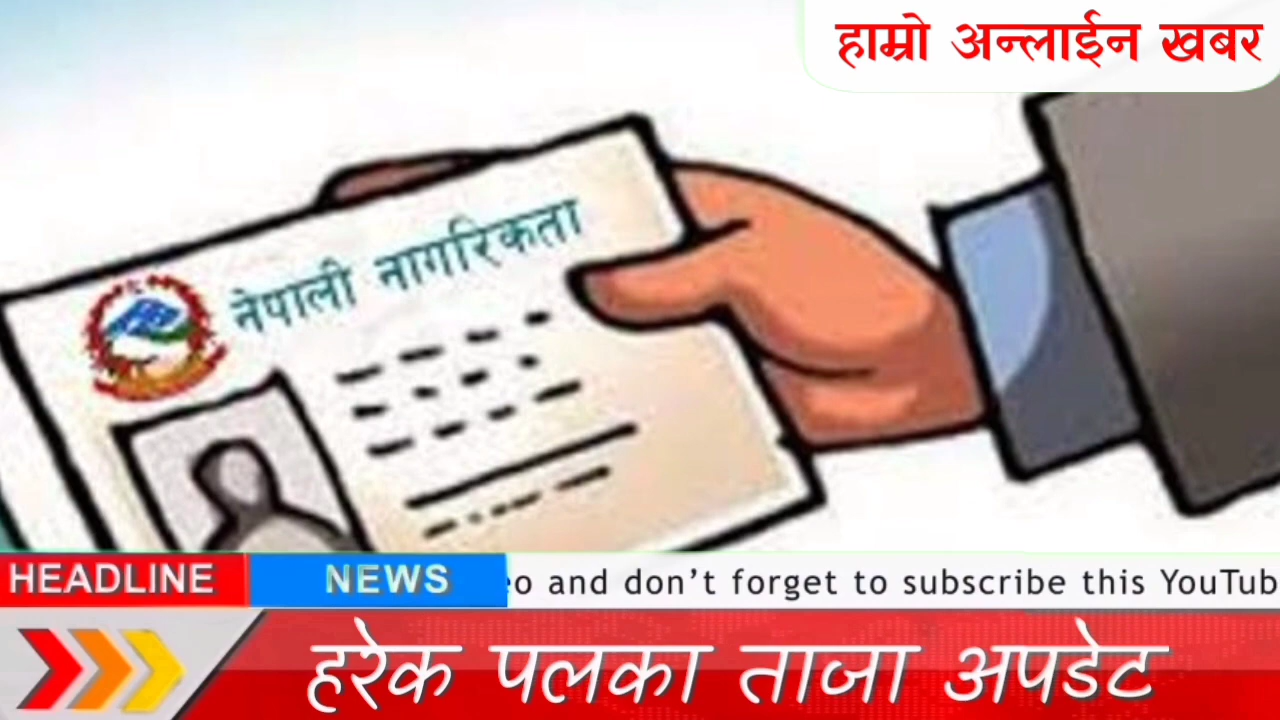 हाम्रो अन्लाईन खबर
नेपाली नागरिकता
HEADLINE
NEWS
and don't forget to subscribe this YouTub
हरेक पलका ताजा अपडेट